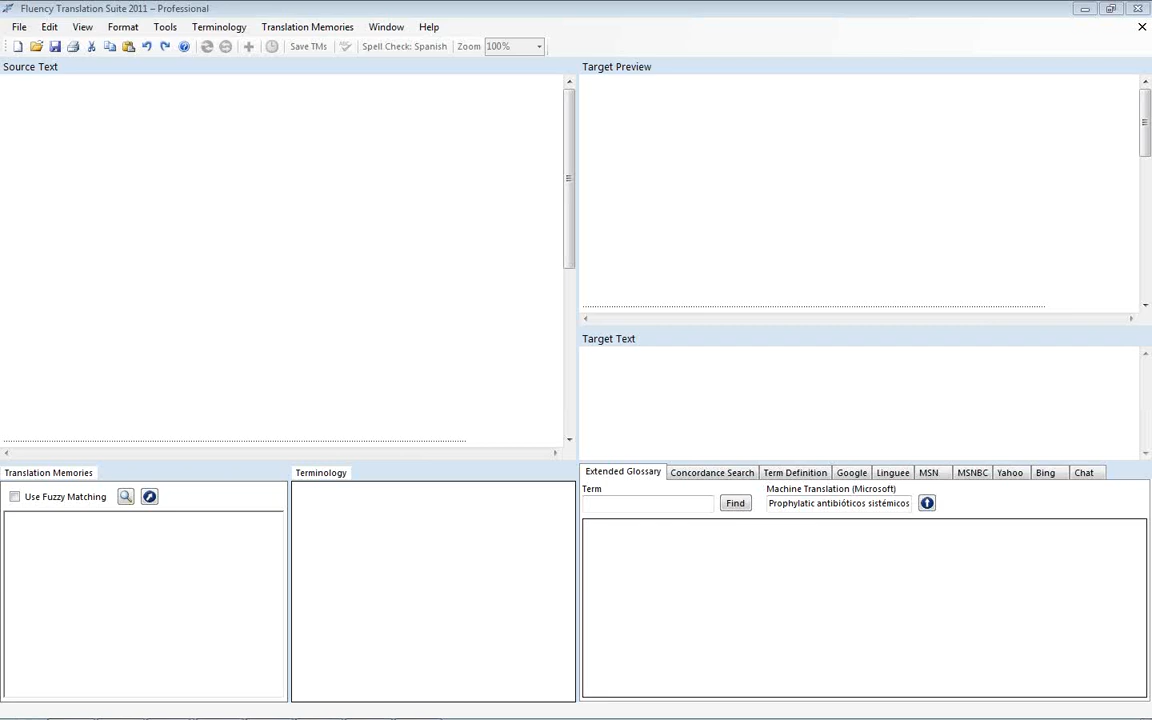 Fluency Translation Suite 2011 – Professional
File Edit View Format Tools Terminology Translation Memories Window Help
Save TMs Spell Check: Spanish Zoom 100%
Source Text
Target Preview
Target Text
Translation Memories
Use Fuzzy Matching
Terminology
Extended Glossary Concordance Search Term Definition Google Linguee MSN MSNBC Yahoo Bing Chat
Term
Machine Translation (Microsoft)
Find
Prophylatic antibióticos sistémicos